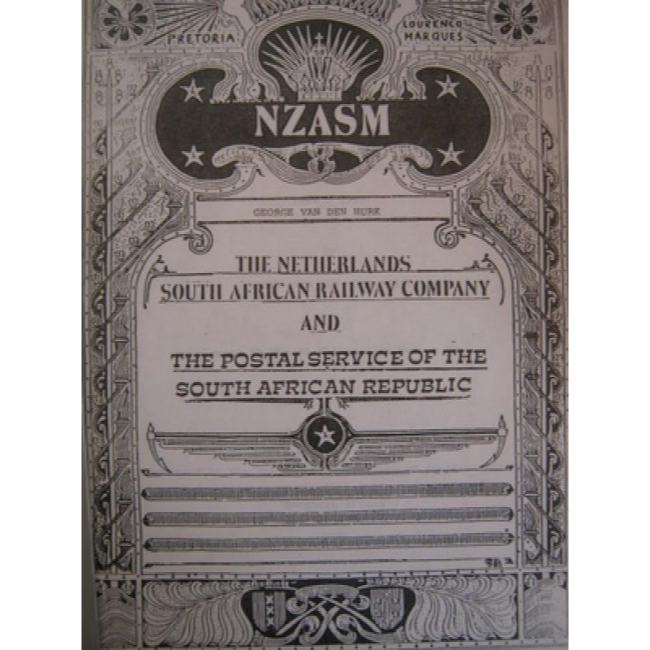 PRETORIA
LOURENCO
MARQUES
NZASM
GEORGE VAN DEN HURK
THE NETHERLANDS
SOUTH AFRICAN RAILWAY COMPANY
AND
THE POSTAL SERVICE OF THE
SOUTH AFRICAN REPUBLIC